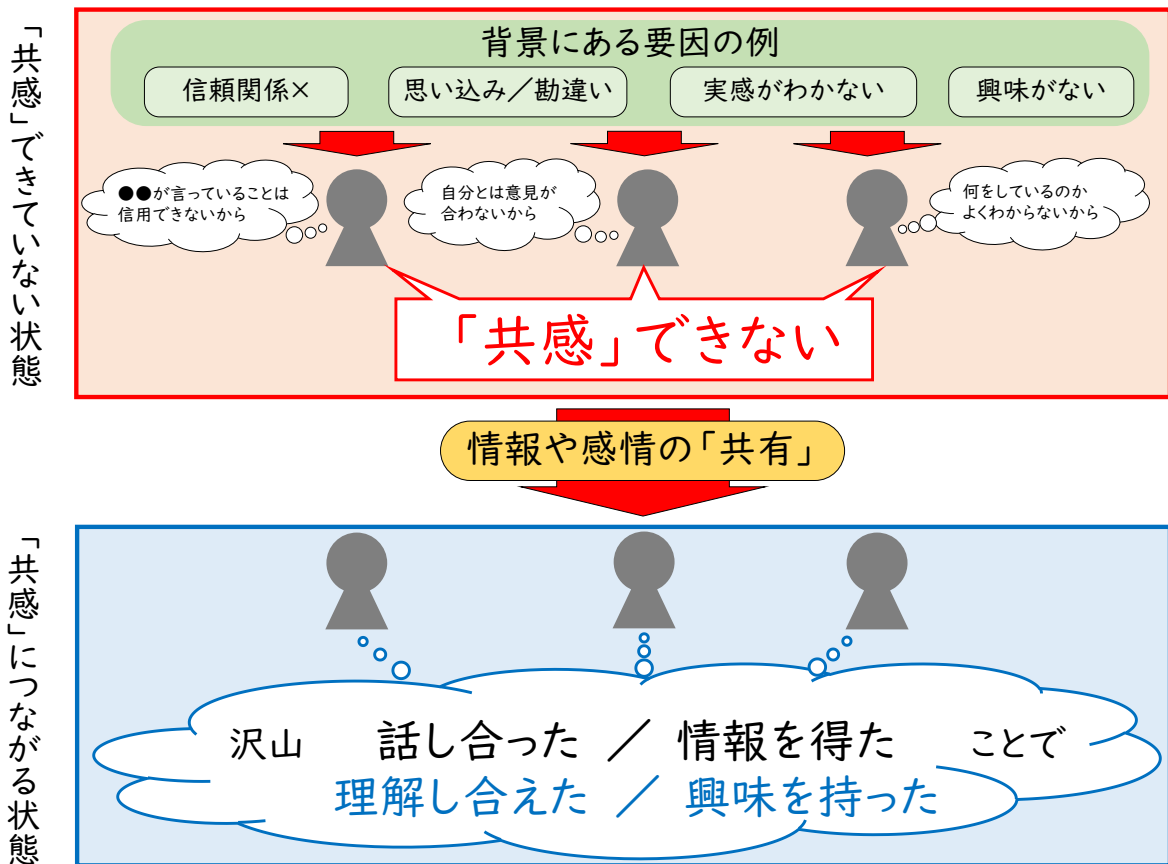 「共感」できていない状態
背景にある要因の例
信頼関係×
思い込み／勘違い
実感がわかない
興味がない
●●が言っていることは
信用できないから
自分とは意見が
合わないから
何をしているのか
よくわからないから
「共感」できない
情報や感情の「共有」
「共感」につながる状態
沢山 話し合った ／ 情報を得た ことで
理解し合えた ／ 興味を持った